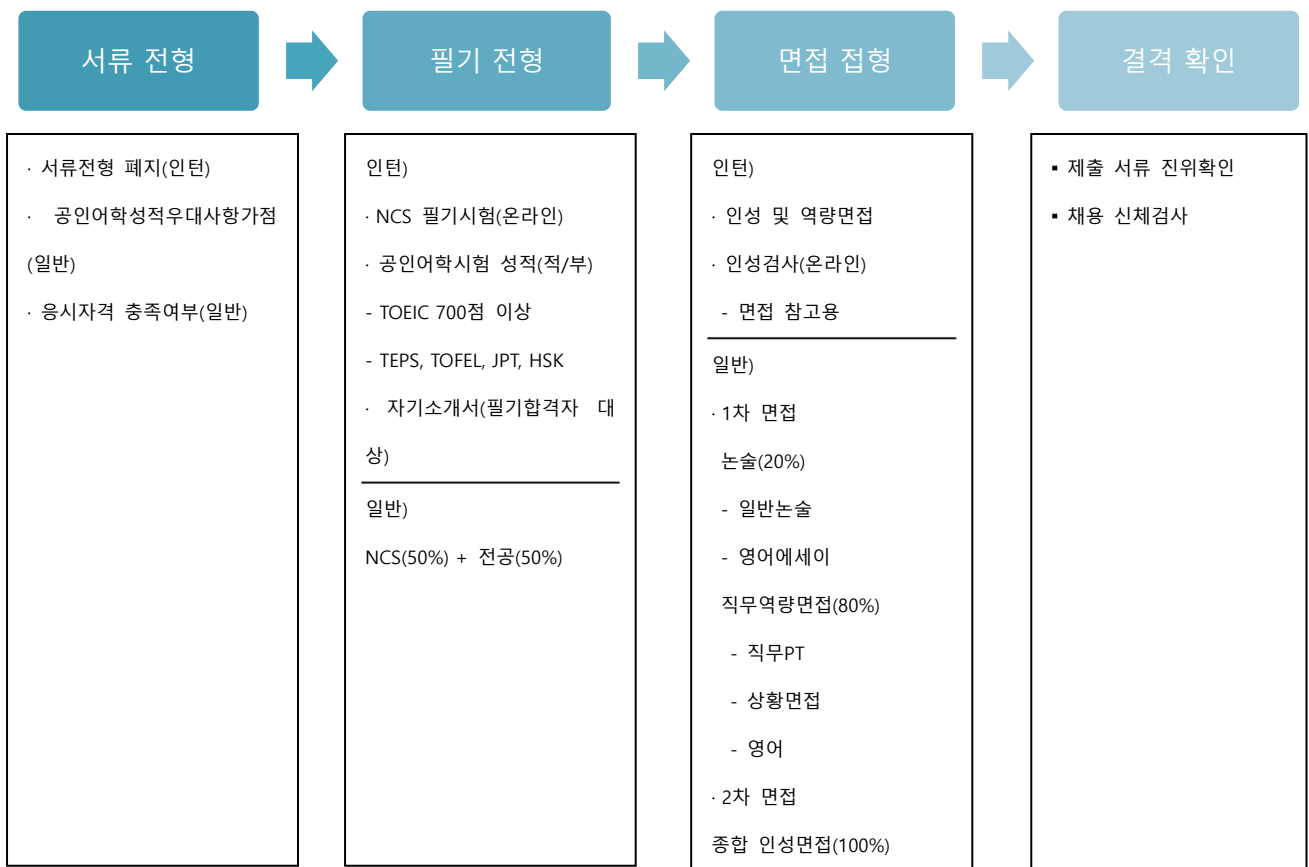 서류 전형
필기 전형
면접 접형
결격 확인
· 서류전형 폐지(인턴)
· 공인어학성적우대사항가점
(일반)
· 응시자격 충족여부(일반)
인턴)
· NCS 필기시험(온라인)
· 공인어학시험 성적(적/부)
- TOEIC 700점 이상
- TEPS, TOFEL, JPT, HSK
· 자기소개서(필기합격자 대
상)
일반)
NCS(50%) + 전공(50%)
인턴)
· 인성 및 역량면접
· 인성검사(온라인)
- 면접 참고용
일반)
· 1차 면접
논술(20%)
- 일반논술
- 영어에세이
직무역량면접(80%)
- 직무PT
- 상황면접
- 영어
· 2차 면접
종합 인성면접(100%)
▪ 제출 서류 진위확인
▪ 채용 신체검사